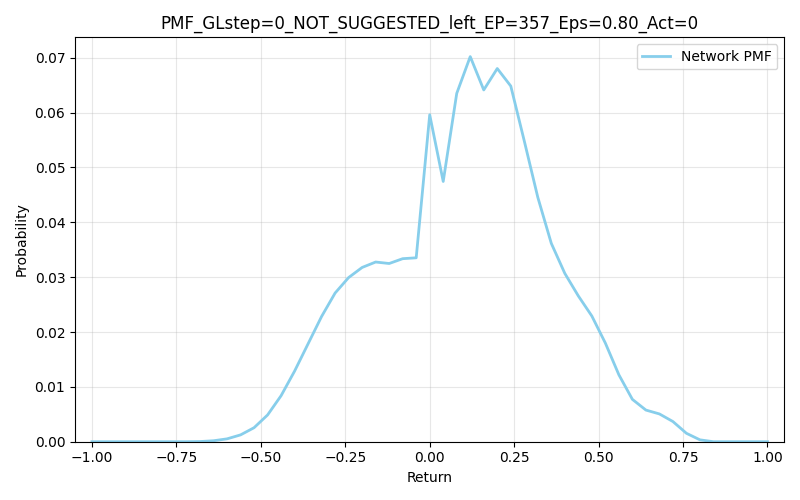 PMF_GLstep=0_NOT_SUGGESTED_left_EP=357_Eps=0.80_Act=0
Network PMF
0.07
0.06
0.05
0.04
0.03
0.02
0.01
0.00
Probability
−1.00 −0.75 −0.50 −0.25 0.00 0.25 0.50 0.75 1.00
Return